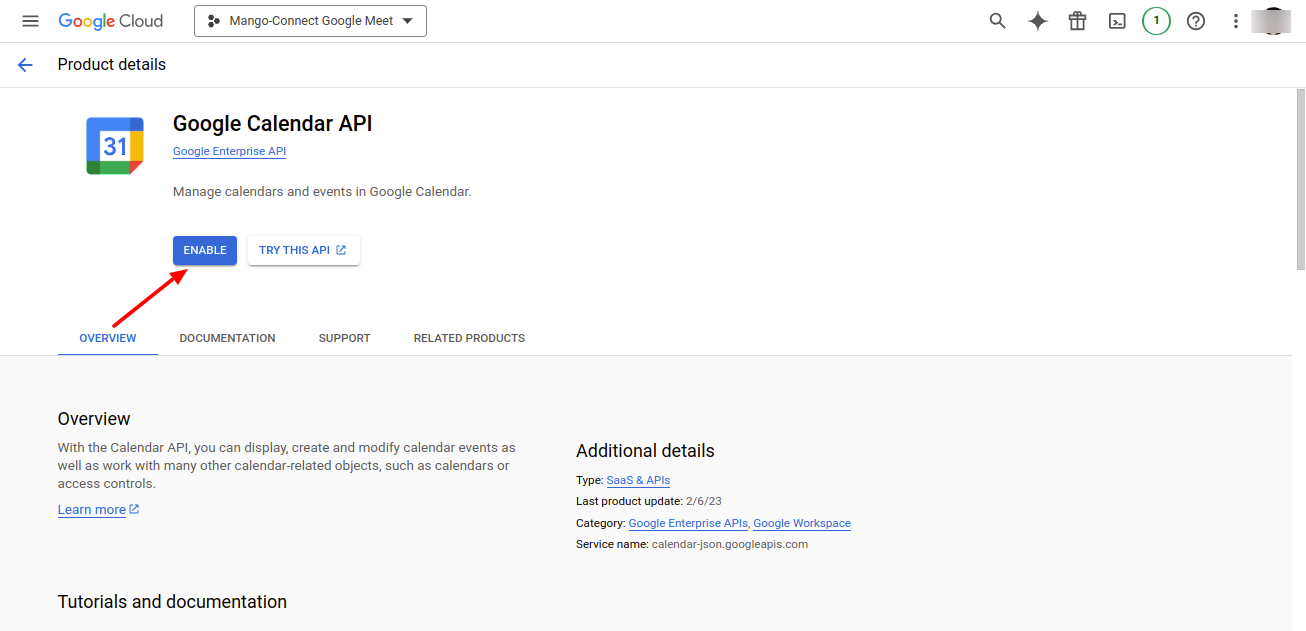 Google Cloud
Mango-Connect Google Meet
1
Product details
31
Google Calendar API
Google Enterprise API
Manage calendars and events in Google Calendar.
ENABLE
TRY THIS API
OVERVIEW
DOCUMENTATION
SUPPORT
RELATED PRODUCTS
Overview
With the Calendar API, you can display, create and modify calendar events as
well as work with many other calendar-related objects, such as calendars or
access controls.
Learn more
Additional details
Type: SaaS & APIs
Last product update: 2/6/23
Category: Google Enterprise APIs, Google Workspace
Service name: calendar-json.googleapis.com
Tutorials and documentation